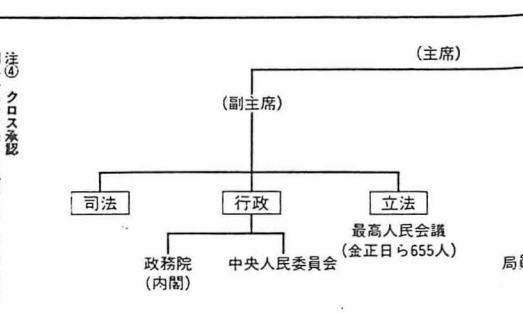 注④ クロス承認
(主席)
(副主席)
司法
行政
立法
最高人民会議
(金正日ら655人)
政務院
(内閣)
中央人民委員会